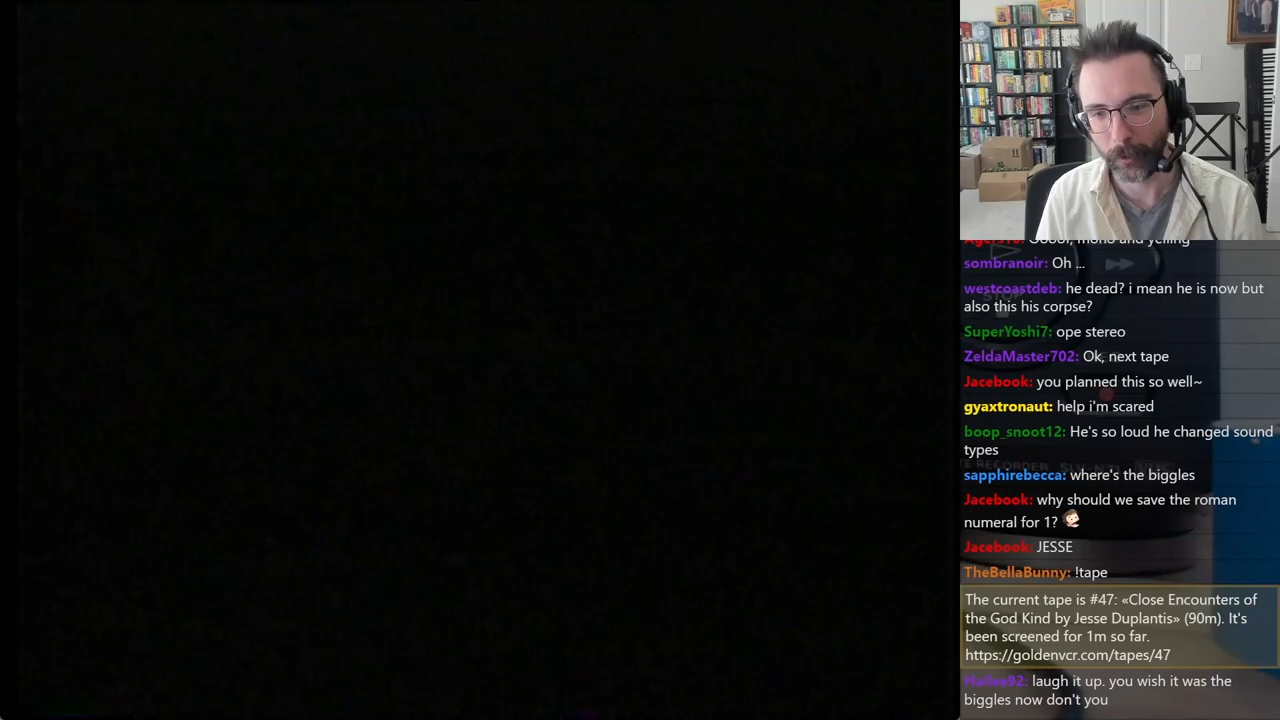 sombranoir: Oh ...
westcoastdeb: he dead? i mean he is now but
also this his corpse?
SuperYoshi7: ope stereo
ZeldaMaster702: Ok, next tape
Jacebook: you planned this so well~
gyaxtronaut: help i'm scared
boop_snoot12: He's so loud he changed sound
types
sapphirebecca: where's the biggles
Jacebook: why should we save the roman
numeral for 1?
Jacebook: JESSE
TheBellaBunny: !tape
The current tape is #47: «Close Encounters of
the God Kind by Jesse Duplantis» (90m). It's
been screened for 1m so far.
https://goldenvcr.com/tapes/47
laugh it up. you wish it was the
biggles now don't you